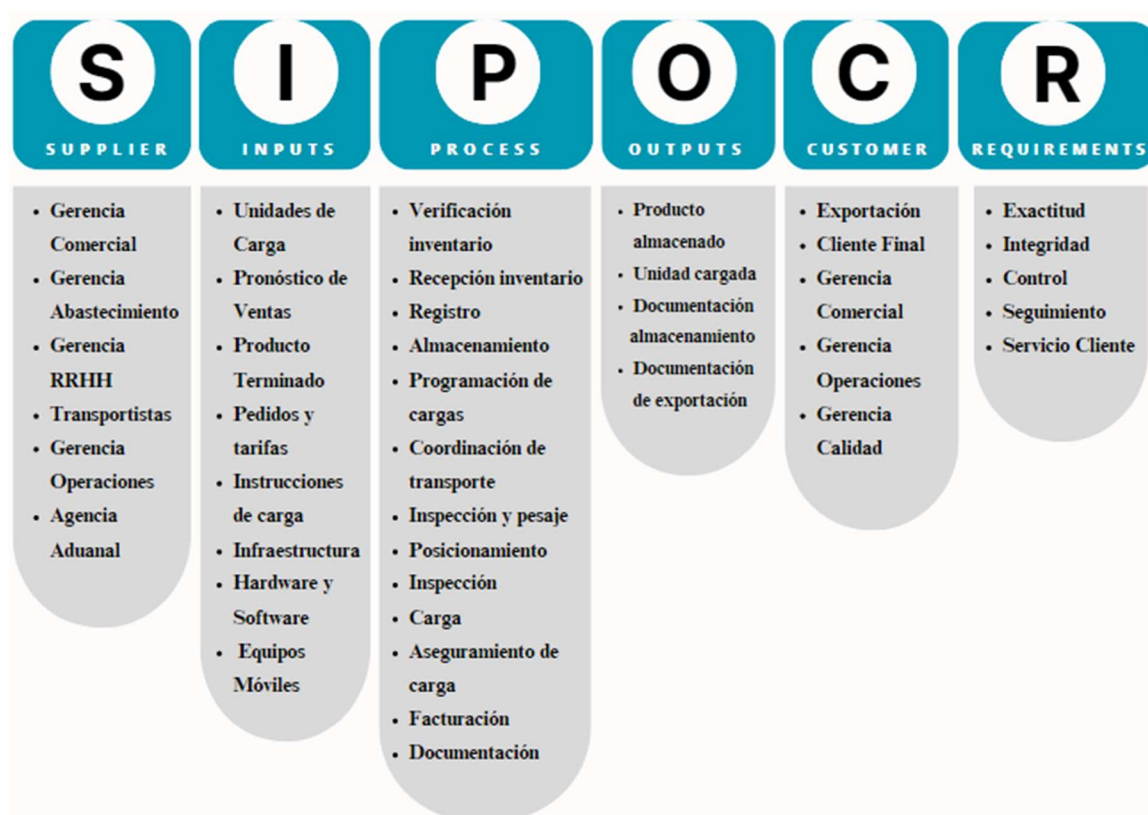 S
SUPPLIER
• Gerencia
Comercial
• Gerencia
Abastecimiento
• Gerencia
RRHH
• Transportistas
• Gerencia
Operaciones
• Agencia
Aduanal
I
INPUTS
• Unidades de
Carga
• Pronóstico de
Ventas
• Producto
Terminado
• Pedidos y
tarifas
• Instrucciones
de carga
• Infraestructura
• Hardware y
Software
• Equipos
Móviles
P
PROCESS
• Verificación
inventario
• Recepción inventario
• Registro
• Almacenamiento
• Programación de
cargas
• Coordinación de
transporte
• Inspección y pesaje
• Posicionamiento
• Inspección
• Carga
• Aseguramiento de
carga
• Facturación
• Documentación
O
OUTPUTS
• Producto
almacenado
• Unidad cargada
• Documentación
almacenamiento
• Documentación
de exportación
C
CUSTOMER
• Exportación
• Cliente Final
• Gerencia
Comercial
• Gerencia
Operaciones
• Gerencia
Calidad
R
REQUIREMENTS
• Exactitud
• Integridad
• Control
• Seguimiento
• Servicio Cliente